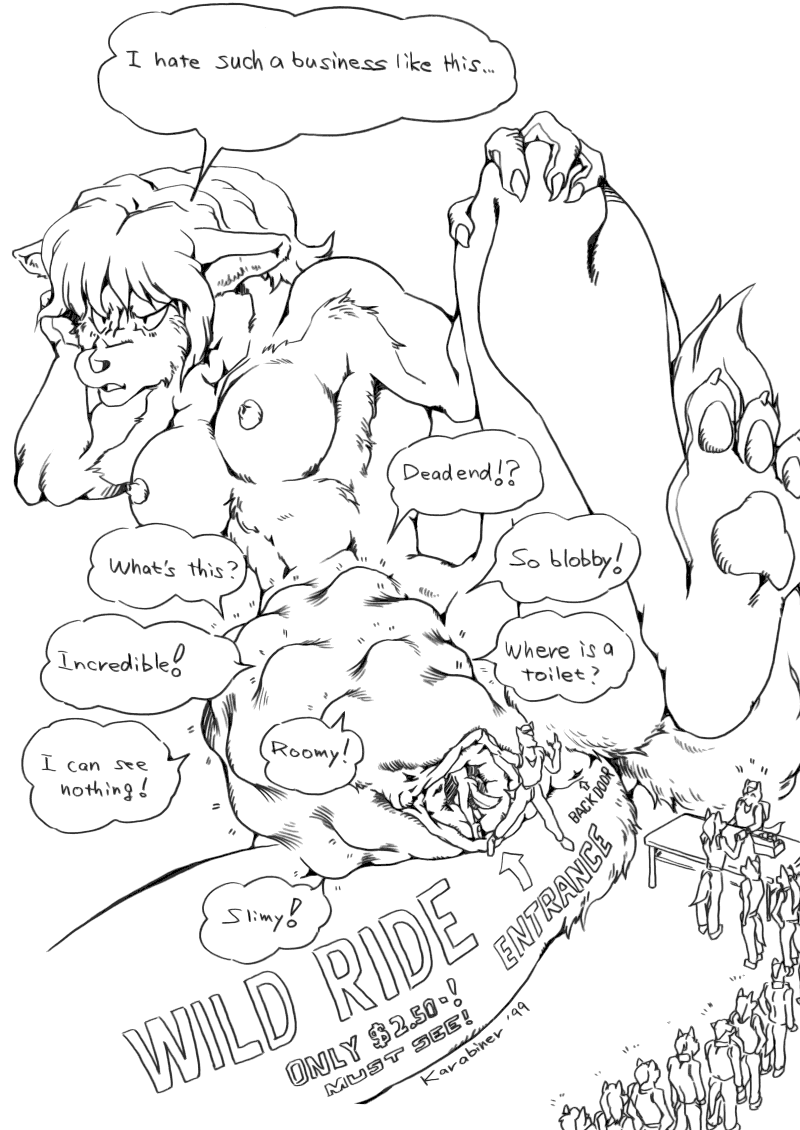 I hate such a business like this...
Deadend!?
What's this?
So blobby!
Incredible!
Where is a
toilet?
Roomy!
I can see
nothing!
BACK DOOR
ENTRANCE
Slimy!
WILD RIDE
ONLY $2.50-!
MUST SEE!
Karabiner '99